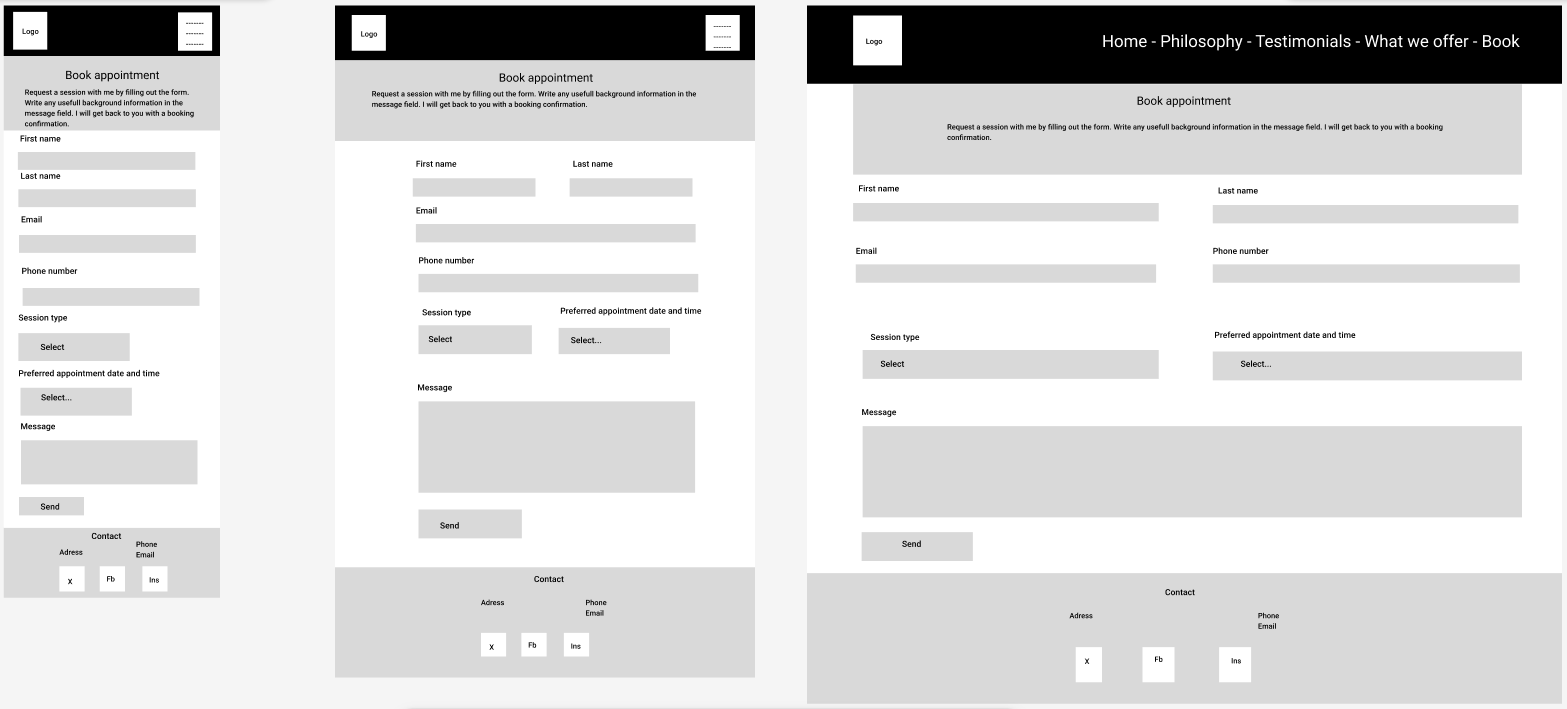 Logo
-------
-------
-------
Book appointment
Request a session with me by filling out the form.
Write any usefull background information in the
message field. I will get back to you with a booking
confirmation.
First name
Last name
Email
Phone number
Session type
Select
Preferred appointment date and time
Select...
Message
Send
Contact
Adress
Phone
Email
X
Fb
Ins
Logo
-------
-------
-------
Book appointment
Request a session with me by filling out the form. Write any usefull background information in the
message field. I will get back to you with a booking confirmation.
First name
Last name
Email
Phone number
Session type
Preferred appointment date and time
Select
Select...
Message
Send
Contact
Adress
Phone
Email
X
Fb
Ins
Logo
Home - Philosophy - Testimonials - What we offer - Book
Book appointment
Request a session with me by filling out the form. Write any usefull background information in the message field. I will get back to you with a booking
confirmation.
First name
Last name
Email
Phone number
Session type
Preferred appointment date and time
Select
Select...
Message
Send
Contact
Adress
Phone
Email
X
Fb
Ins